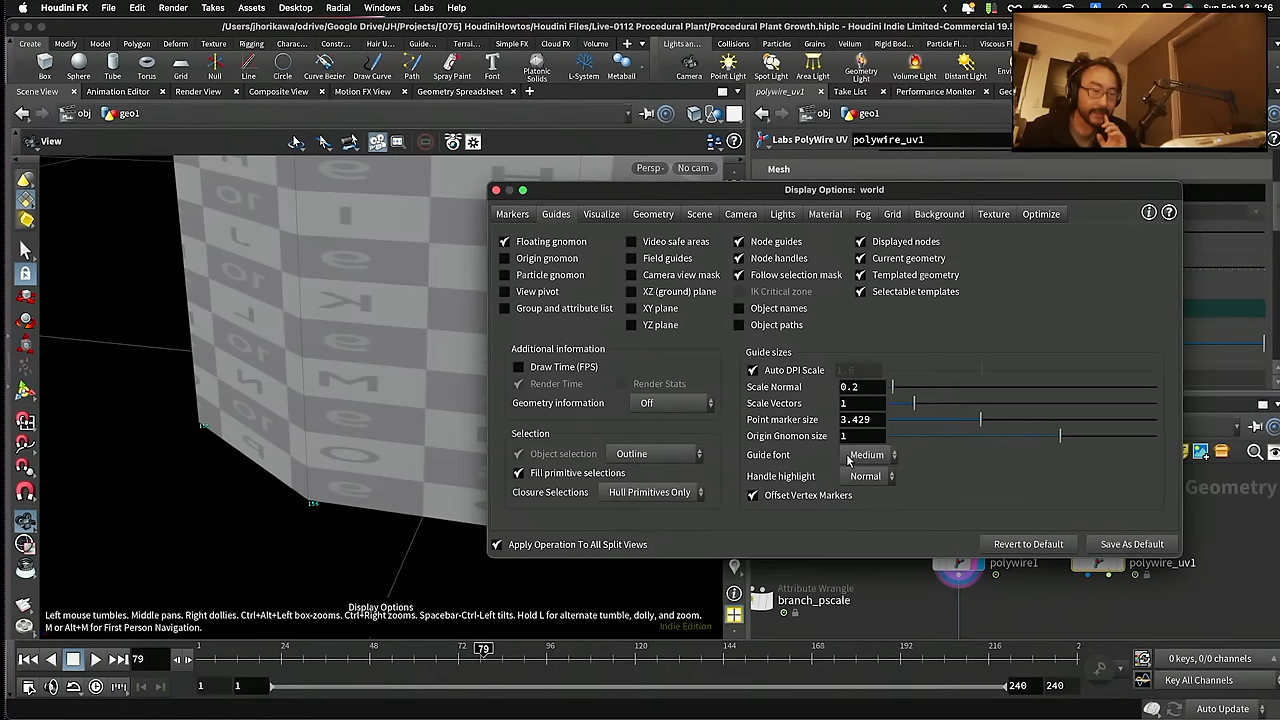 Houdini FX File Edit Render Takes Assets Desktop Radial Windows Labs Help
/Users/jhorikawa/odrive/Google Drive/JH/Projects/[075] HoudiniHowtos/Houdini Files/Live-0112 Procedural Plant/Procedural Plant Growth.hiplc - Houdini Indie Limited-Commercial 19.5
Create Modify Model Polygon Deform Texture Rigging Charac... Constr... Hair U... Guide... Terrai... Simple FX Cloud FX Volume Lights an... Collisions Particles Grains Vellum Rigid Bod... Particle Fl... Viscous F
Box Sphere Tube Torus Grid Null Line Circle Curve Bezier Draw Curve Path Spray Paint Font Platonic Solids L-System Metaball Camera Point Light Spot Light Area Light Geometry Light Volume Light Distant Light
Scene View Animation Editor Render View Composite View Motion FX View Geometry Spreadsheet polywire_uv1 Take List Performance Monitor
obj geo1 obj geo1
View Labs PolyWire UV polywire_uv1
Persp No cam Mesh
Display Options: world
Markers Guides Visualize Geometry Scene Camera Lights Material Fog Grid Background Texture Optimize
Floating gnomon Video safe areas Node guides Displayed nodes
Origin gnomon Field guides Node handles Current geometry
Particle gnomon Camera view mask Follow selection mask Templated geometry
View pivot XZ (ground) plane IK Critical zone Selectable templates
Group and attribute list XY plane Object names
YZ plane Object paths
Additional information Guide sizes
Draw Time (FPS) Auto DPI Scale 1.6
Render Time Render Stats Scale Normal 0.2
Geometry information Off Scale Vectors 1
Point marker size 3.429
Selection Origin Gnomon size 1
Object selection Outline Guide font Medium
Fill primitive selections Handle highlight Normal
Closure Selections Hull Primitives Only Offset Vertex Markers
156
Apply Operation To All Split Views Revert to Default Save As Default
Geometry
polywire1 polywire_uv1
Attribute Wrangle
branch_pscale
Display Options
Left mouse tumbles. Middle pans. Right dollies. Ctrl+Alt+Left box-zooms. Ctrl+Right zooms. Spacebar-Ctrl-Left tilts. Hold L for alternate tumble, dolly, and zoom.
M or Alt+M for First Person Navigation.
Indie Edition
79 1 24 48 72 79 96 120 144 168 192 216 2 0 keys, 0/0 channels
1 1 240 240 Key All Channels
Auto Update